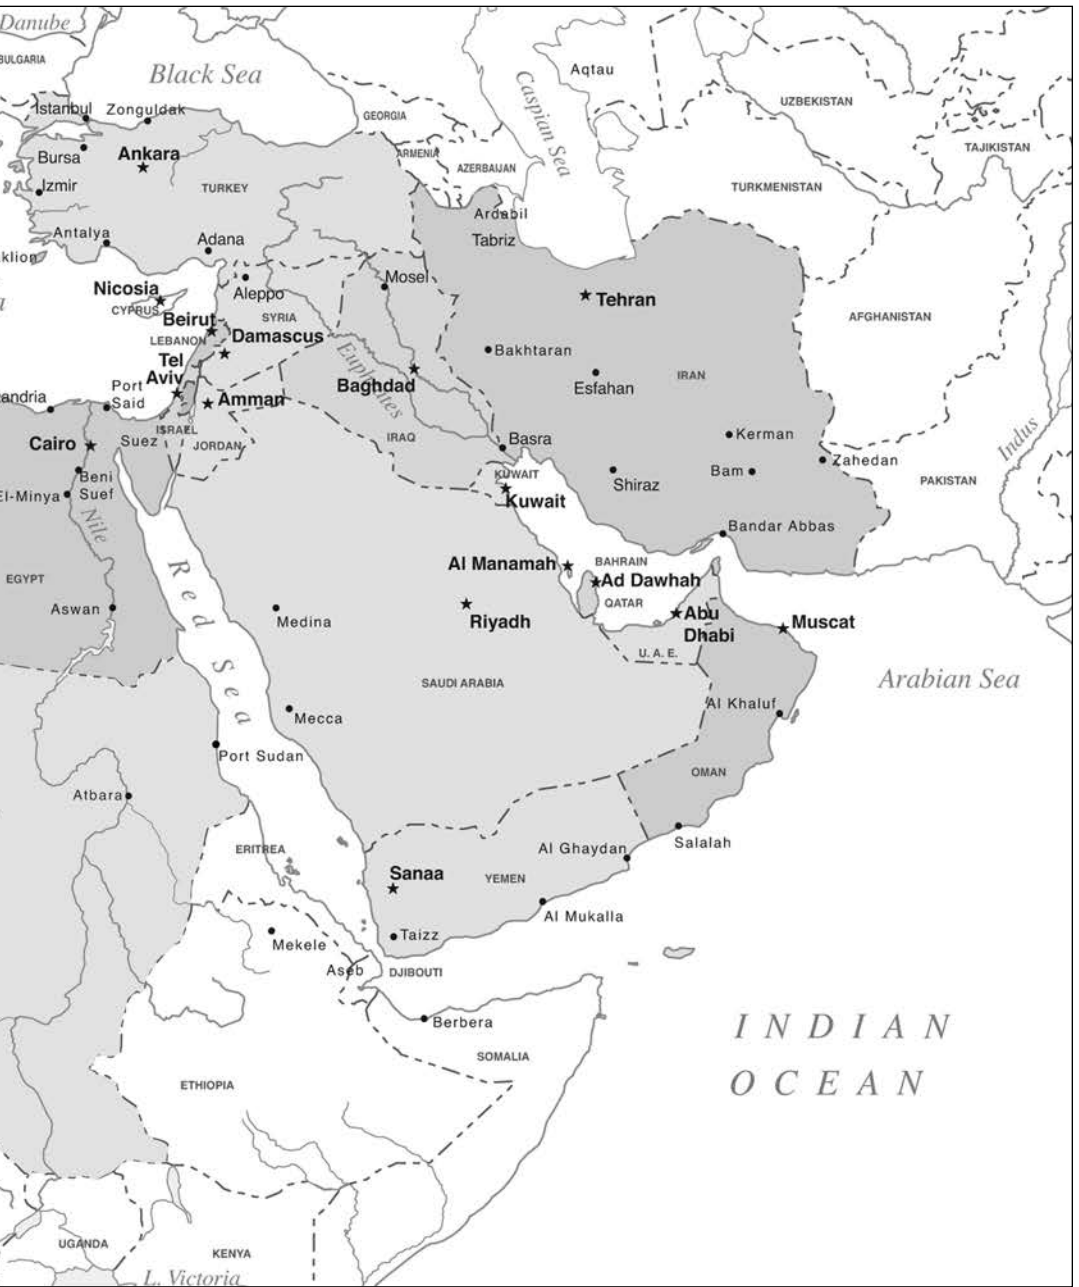 Danube
BULGARIA
Black Sea
Aqtau
Caspian Sea
UZBEKISTAN
Istanbul
Zonguldak
GEORGIA
Bursa
Ankara
ARMENIA
AZERBAIJAN
TAJIKISTAN
Izmir
TURKEY
TURKMENISTAN
Ardabil
Antalya
Adana
Tabriz
klion
Mosel
Nicosia
Aleppo
Tehran
CYPRUS
Beirut
SYRIA
AFGHANISTAN
LEBANON
Damascus
Euphrates
Bakhtaran
Tel
Aviv
Baghdad
Esfahan
IRAN
andria
Port
Said
Amman
Cairo
Suez
ISRAEL
JORDAN
IRAQ
Basra
Kerman
Indus
Beni
Suef
El-Minya
KUWAIT
Kuwait
Shiraz
Bam
Zahedan
PAKISTAN
Nile
Bandar Abbas
Red Sea
Al Manamah
BAHRAIN
EGYPT
Ad Dawhah
QATAR
Aswan
Medina
Riyadh
Abu
Dhabi
Muscat
U. A. E.
SAUDI ARABIA
Arabian Sea
Mecca
Al Khaluf
Port Sudan
OMAN
Atbara
ERITREA
Al Ghaydan
Salalah
Sanaa
YEMEN
Al Mukalla
Mekele
Taizz
Aseb
DJIBOUTI
Berbera
INDIAN
OCEAN
SOMALIA
ETHIOPIA
UGANDA
KENYA
L. Victoria